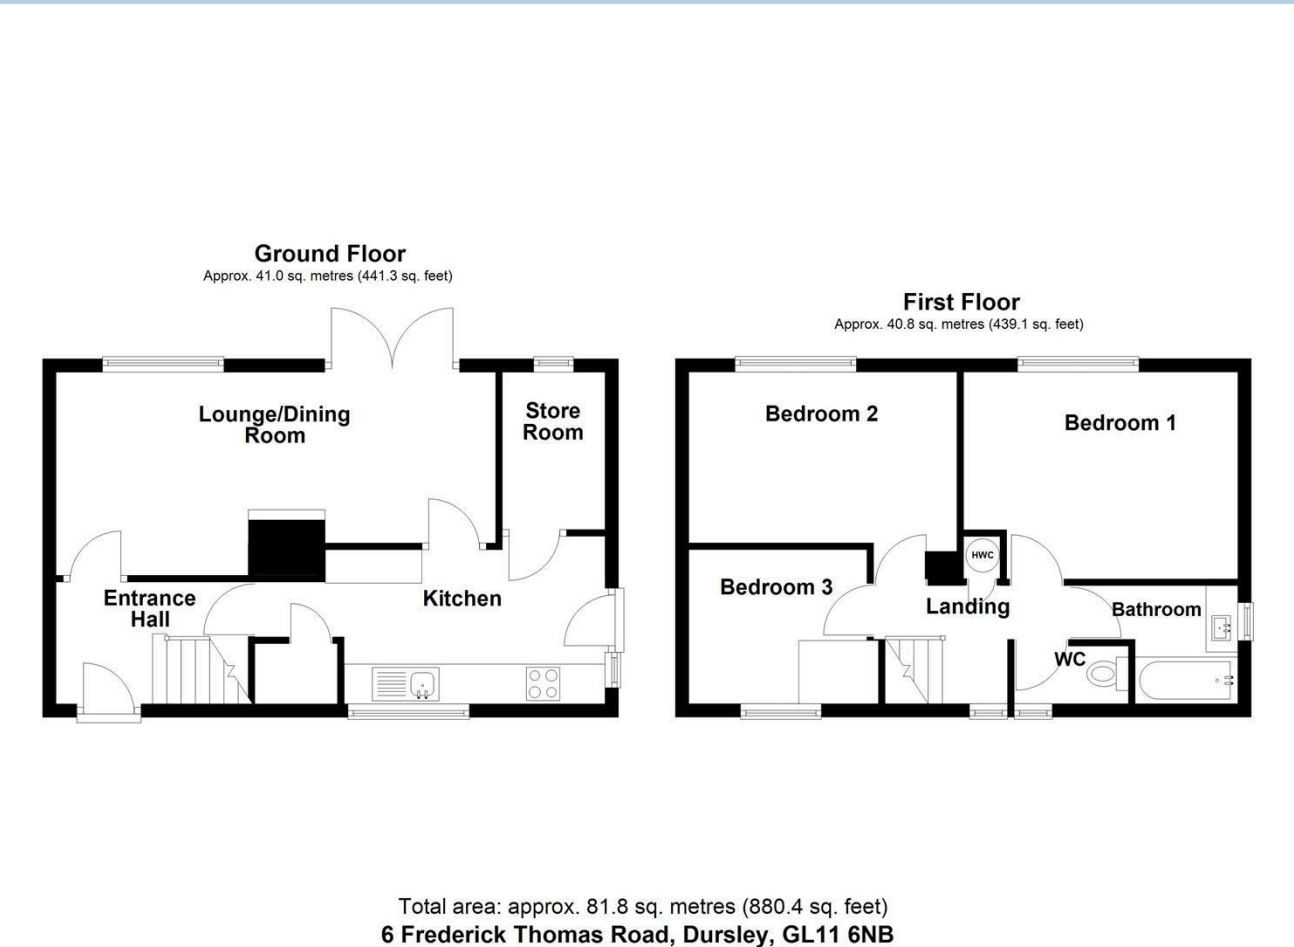 Ground Floor
Approx. 41.0 sq. metres (441.3 sq. feet)
Lounge/Dining
Room
Store
Room
Entrance
Hall
Kitchen
First Floor
Approx. 40.8 sq. metres (439.1 sq. feet)
Bedroom 2
Bedroom 1
HWC
Bedroom 3
Landing
Bathroom
WC
Total area: approx. 81.8 sq. metres (880.4 sq. feet)
6 Frederick Thomas Road, Dursley, GL11 6NB